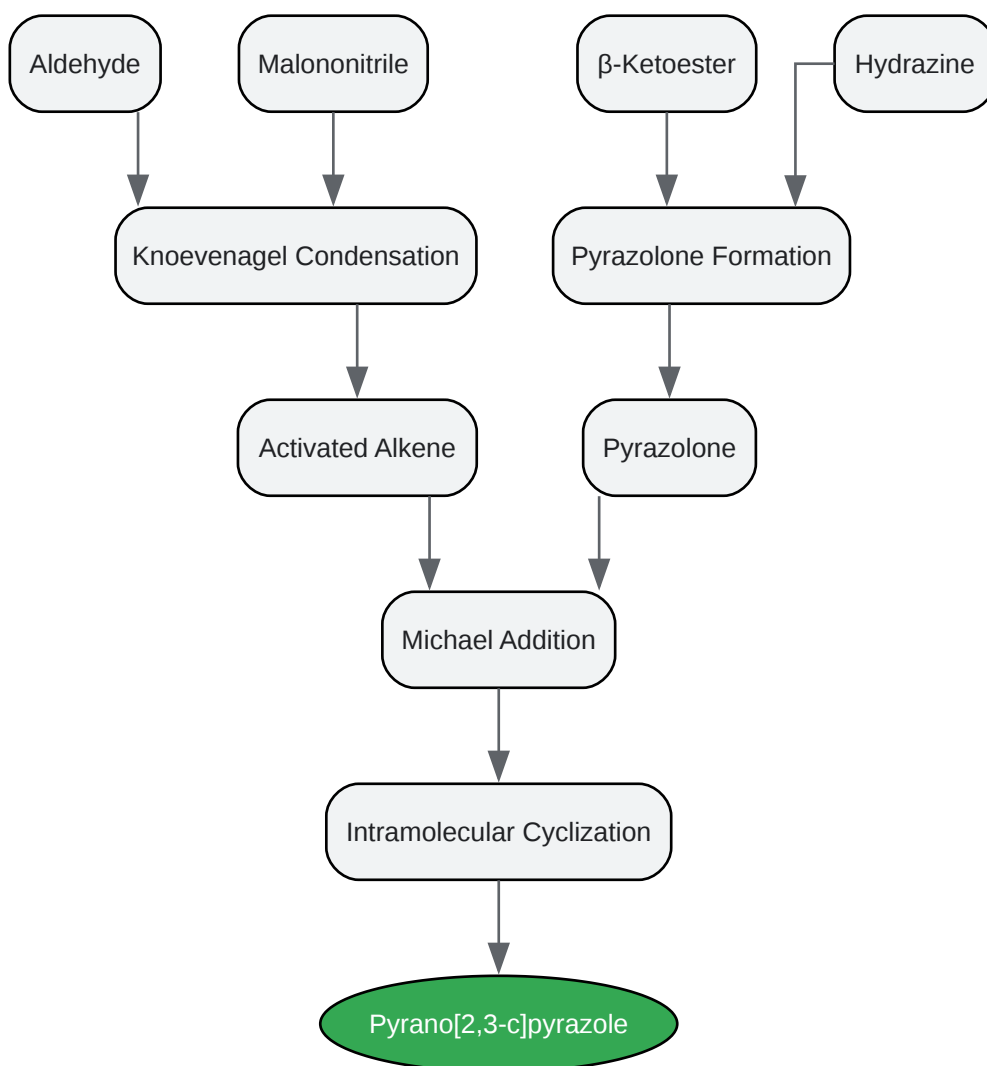 Aldehyde
Malononitrile
β-Ketoester
Hydrazine
Knoevenagel Condensation
Pyrazolone Formation
Activated Alkene
Pyrazolone
Michael Addition
Intramolecular Cyclization
Pyrano[2,3-c]pyrazole